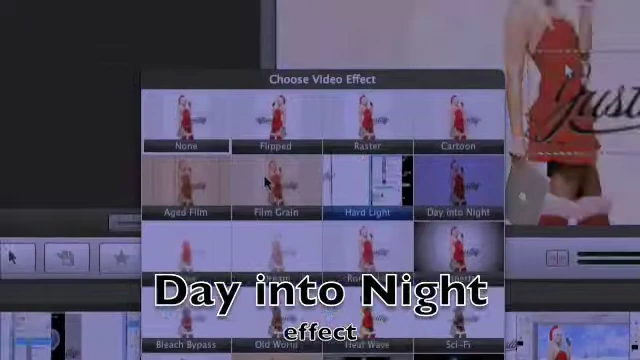 Choose Video Effect
None
Flipped
Raster
Cartoon
Aged Film
Film Grain
Hard Light
Day into Night
Dream
Day into Night
effect
Bleach Bypass
Old World
Heat Wave
Sci-Fi